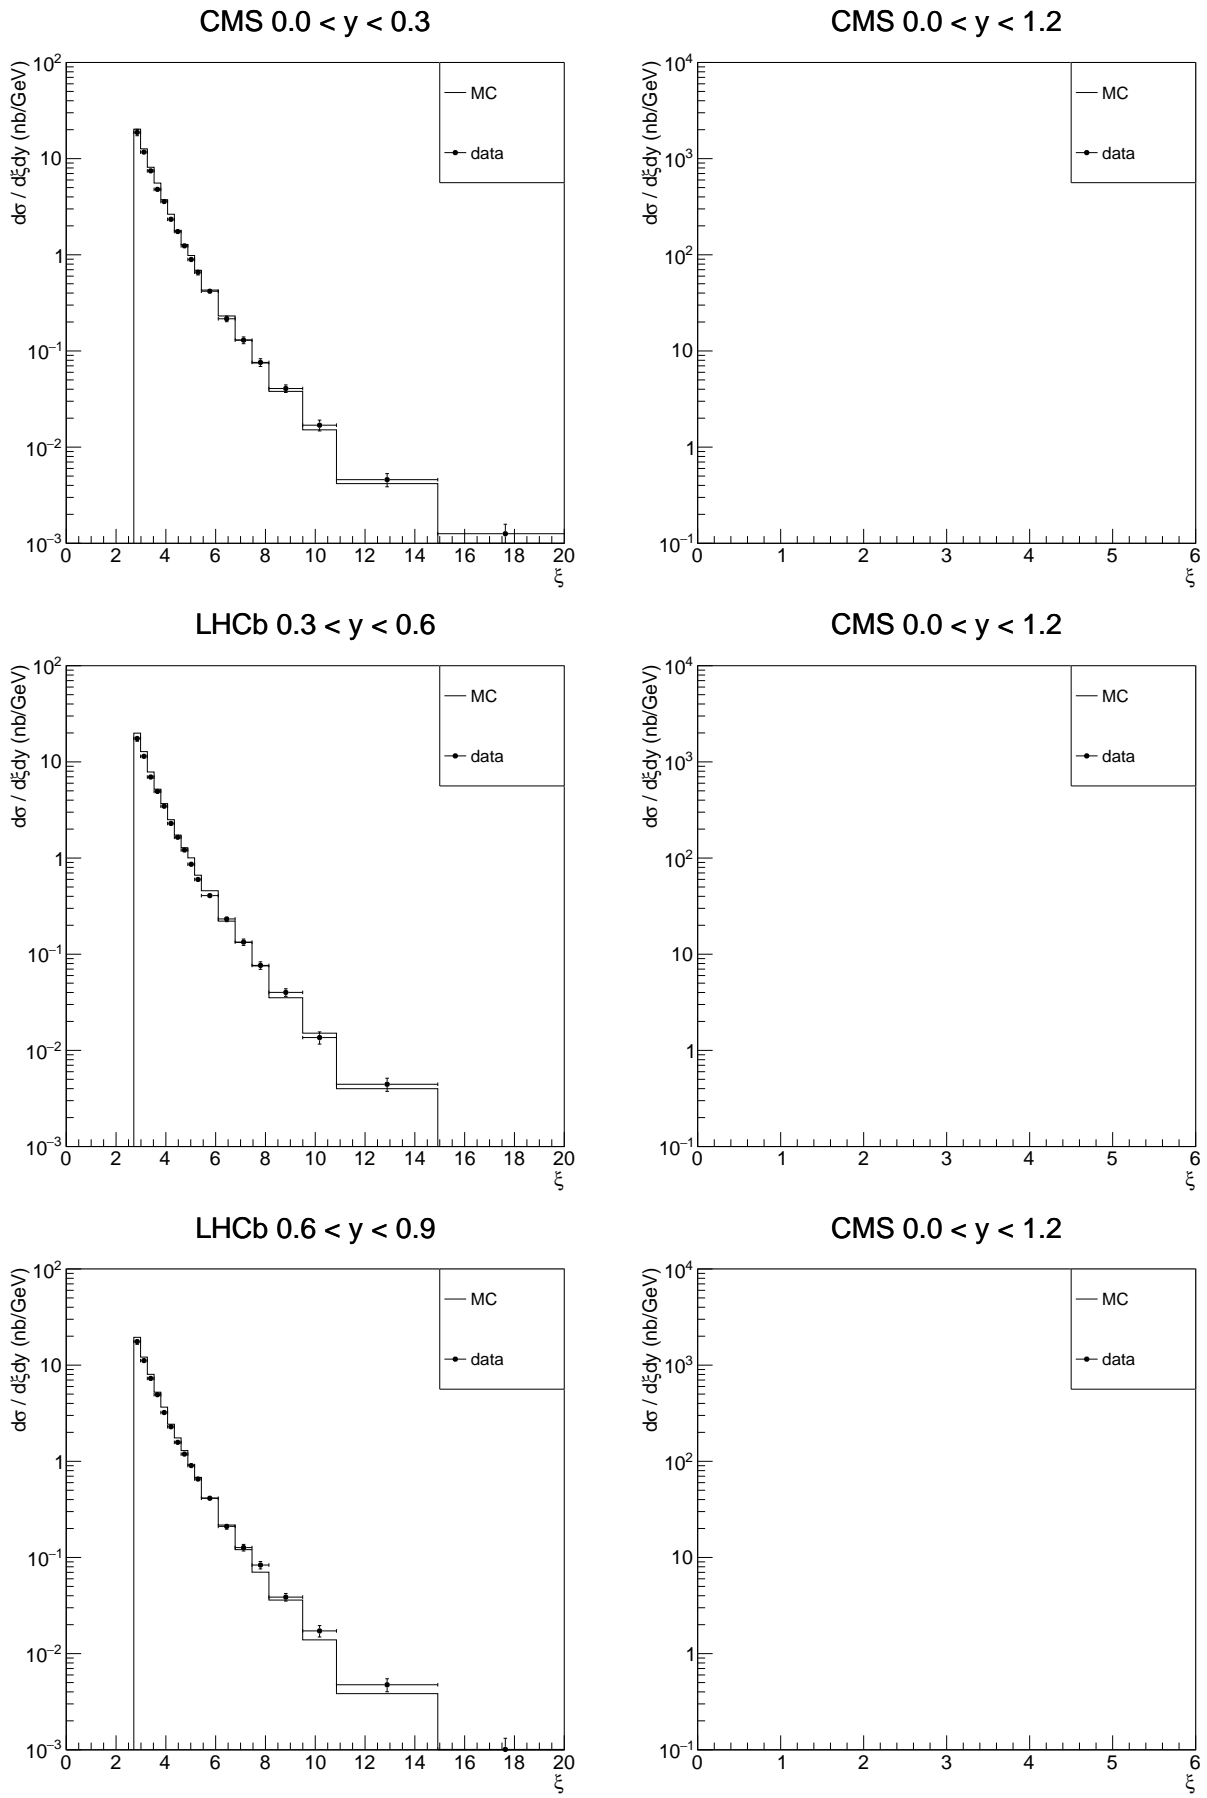 CMS 0.0 < y < 0.3
dσ / dξdy (nb/GeV)
10²
10
1
10⁻¹
10⁻²
10⁻³
MC
data
0 2 4 6 8 10 12 14 16 18 20
ξ
CMS 0.0 < y < 1.2
dσ / dξdy (nb/GeV)
10⁴
10³
10²
10
1
10⁻¹
MC
data
0 1 2 3 4 5 6
ξ
LHCb 0.3 < y < 0.6
dσ / dξdy (nb/GeV)
10²
10
1
10⁻¹
10⁻²
10⁻³
MC
data
0 2 4 6 8 10 12 14 16 18 20
ξ
CMS 0.0 < y < 1.2
dσ / dξdy (nb/GeV)
10⁴
10³
10²
10
1
10⁻¹
MC
data
0 1 2 3 4 5 6
ξ
LHCb 0.6 < y < 0.9
dσ / dξdy (nb/GeV)
10²
10
1
10⁻¹
10⁻²
10⁻³
MC
data
0 2 4 6 8 10 12 14 16 18 20
ξ
CMS 0.0 < y < 1.2
dσ / dξdy (nb/GeV)
10⁴
10³
10²
10
1
10⁻¹
MC
data
0 1 2 3 4 5 6
ξ